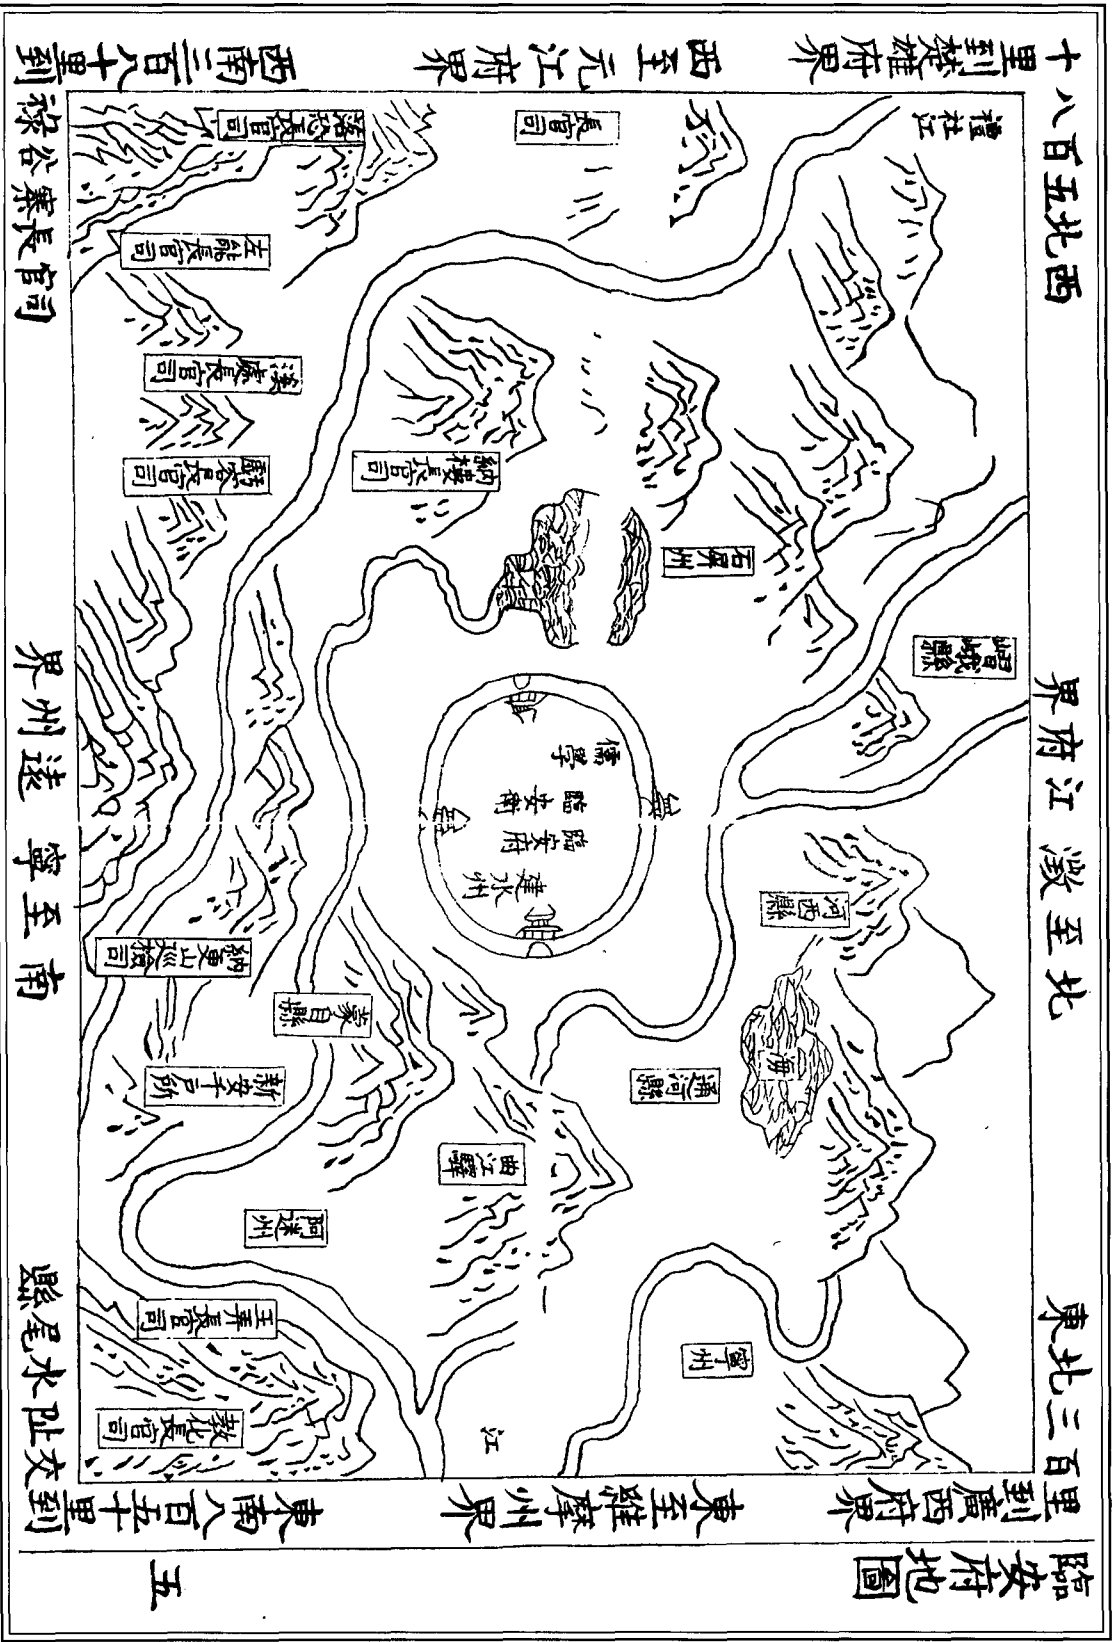 臨安府地圖
五
東北三百里到廣西府界
東至維摩州界
東南八百五十里到交阯水尾縣界
南至寧遠州界
西南二百八十里到祿谷寨長官司
西至元江府界
西北五百八十里到楚雄府界
北至澂江府界
禮社江
長官司
落恐長官司
左能長官司
溪處長官司
長官司
納樓茶甸長官司
石屏州
嶍峨縣
儒學
臨安衛
臨安府
建水州
河西縣
海
通河縣
納更山巡檢司
蒙自縣
新安千戶所
曲江驛
阿迷州
王弄長官司
教化長官司
寧州
江